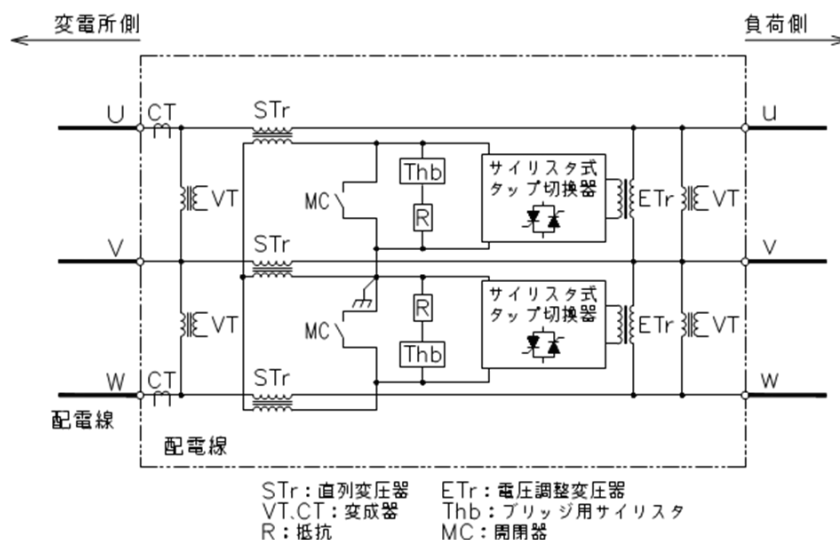 変電所側
負荷側
U
CT
STr
u
Thb
サイリスタ式
タップ切換器
VT
MC
R
ETr
VT
V
STr
v
サイリスタ式
タップ切換器
R
VT
MC
Thb
ETr
VT
W
CT
STr
w
配電線
配電線
STr：直列変圧器 ETr：電圧調整変圧器
VT.CT：変成器 Thb：ブリッジ用サイリスタ
R：抵抗 MC：開閉器